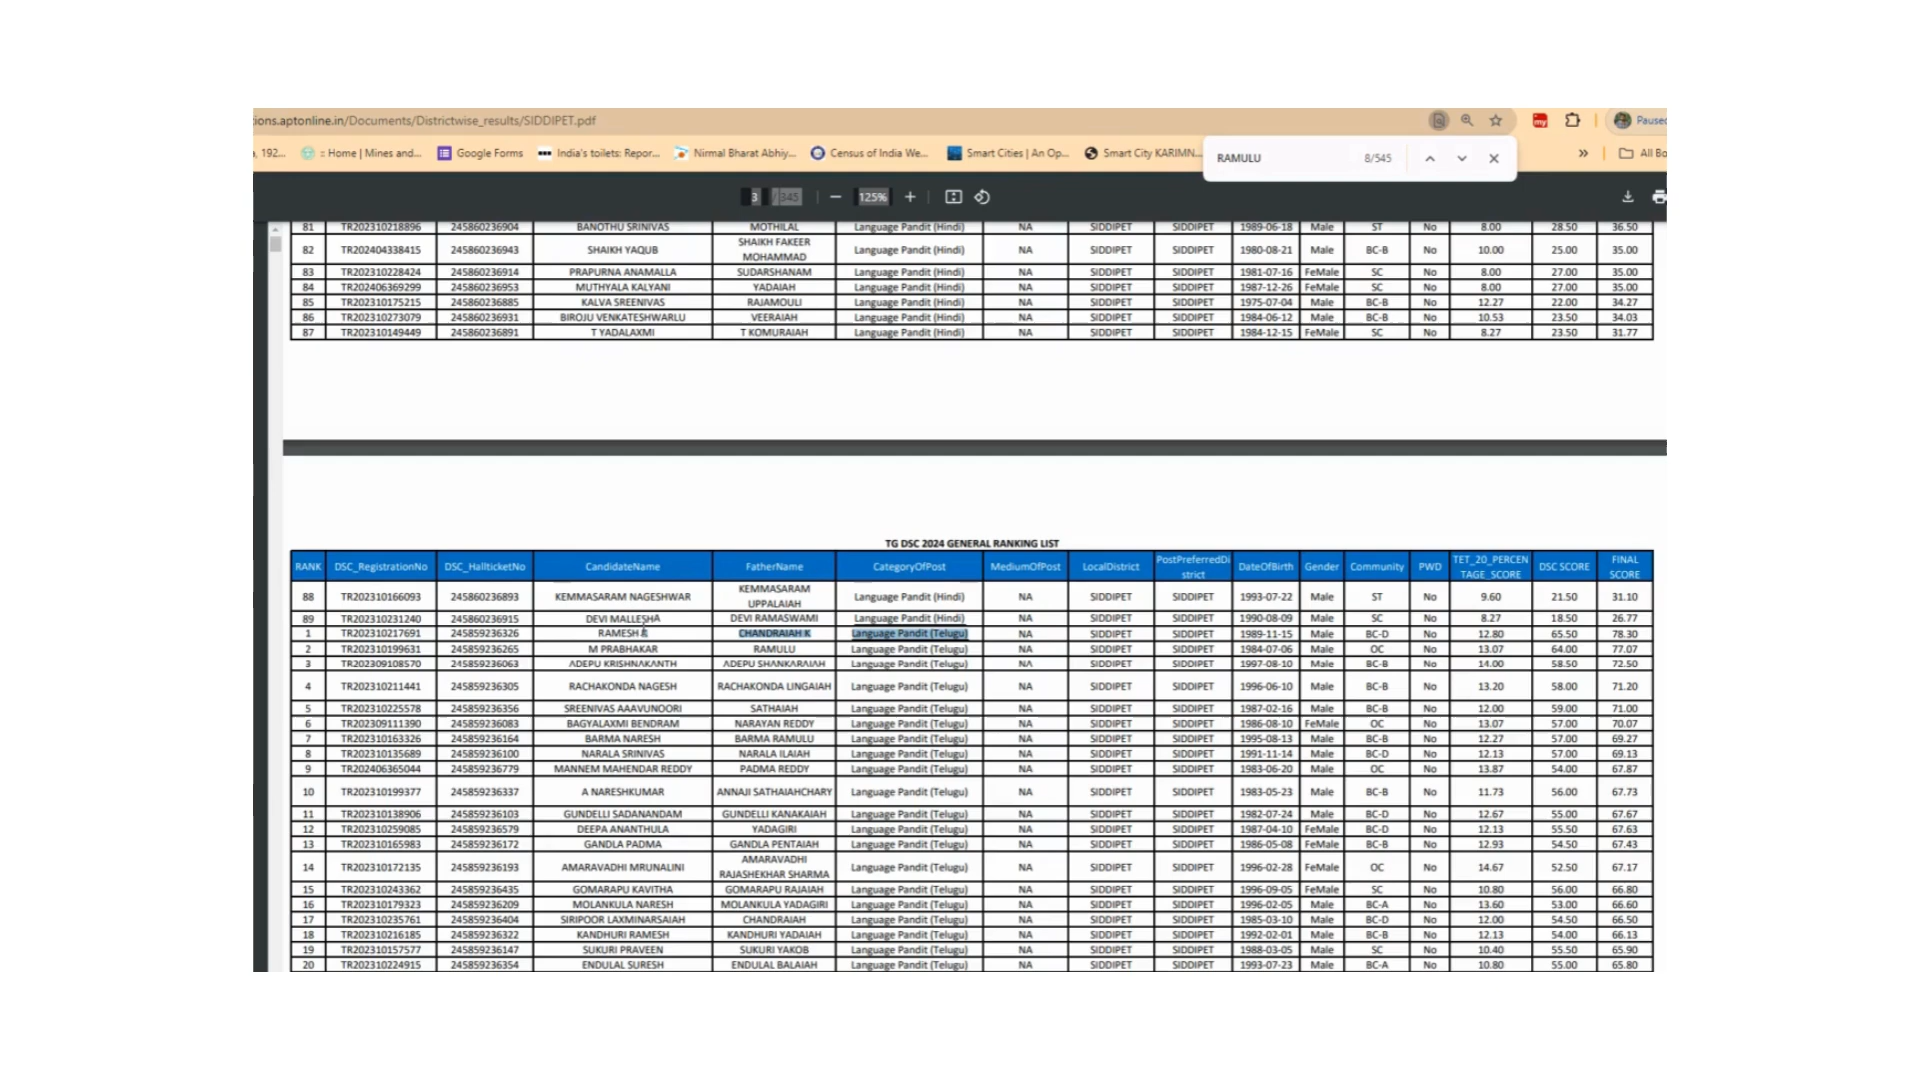 ions.aptonline.in/Documents/Districtwise_results/SIDDIPET.pdf
my Paused
, 192... :: Home | Mines and... Google Forms India's toilets: Repor... Nirmal Bharat Abhiy... Census of India We... Smart Cities | An Op... Smart City KARIMN... » All Bo
RAMULU 8/545
3 / 345 − 125% +
81 TR202310218896 245860236904 BANOTHU SRINIVAS MOTHILAL Language Pandit (Hindi) NA SIDDIPET SIDDIPET 1989-06-18 Male ST No 8.00 28.50 36.50
82 TR202404338415 245860236943 SHAIKH YAQUB SHAIKH FAKEER MOHAMMAD Language Pandit (Hindi) NA SIDDIPET SIDDIPET 1980-08-21 Male BC-B No 10.00 25.00 35.00
83 TR202310228424 245860236914 PRAPURNA ANAMALLA SUDARSHANAM Language Pandit (Hindi) NA SIDDIPET SIDDIPET 1981-07-16 FeMale SC No 8.00 27.00 35.00
84 TR202406369299 245860236953 MUTHYALA KALYANI YADAIAH Language Pandit (Hindi) NA SIDDIPET SIDDIPET 1987-12-26 FeMale SC No 8.00 27.00 35.00
85 TR202310175215 245860236885 KALVA SREENIVAS RAJAMOULI Language Pandit (Hindi) NA SIDDIPET SIDDIPET 1975-07-04 Male BC-B No 12.27 22.00 34.27
86 TR202310273079 245860236931 BIROJU VENKATESHWARLU VEERAIAH Language Pandit (Hindi) NA SIDDIPET SIDDIPET 1984-06-12 Male BC-B No 10.53 23.50 34.03
87 TR202310149449 245860236891 T YADALAXMI T KOMURAIAH Language Pandit (Hindi) NA SIDDIPET SIDDIPET 1984-12-15 FeMale SC No 8.27 23.50 31.77
TG DSC 2024 GENERAL RANKING LIST
RANK DSC_RegistrationNo DSC_HallticketNo CandidateName FatherName CategoryOfPost MediumOfPost LocalDistrict PostPreferredDistrict DateOfBirth Gender Community PWD TET_20_PERCENTAGE_SCORE DSC SCORE FINAL SCORE
88 TR202310166093 245860236893 KEMMASARAM NAGESHWAR KEMMASARAM UPPALAIAH Language Pandit (Hindi) NA SIDDIPET SIDDIPET 1993-07-22 Male ST No 9.60 21.50 31.10
89 TR202310231240 245860236915 DEVI MALLESHA DEVI RAMASWAMI Language Pandit (Hindi) NA SIDDIPET SIDDIPET 1990-08-09 Male SC No 8.27 18.50 26.77
1 TR202310217691 245859236326 RAMESH CHANDRAIAH K Language Pandit (Telugu) NA SIDDIPET SIDDIPET 1989-11-15 Male BC-D No 12.80 65.50 78.30
2 TR202310199631 245859236265 M PRABHAKAR RAMULU Language Pandit (Telugu) NA SIDDIPET SIDDIPET 1984-07-06 Male OC No 13.07 64.00 77.07
3 TR202309108570 245859236063 ADEPU KRISHNAKANTH ADEPU SHANKARAIAH Language Pandit (Telugu) NA SIDDIPET SIDDIPET 1997-08-10 Male BC-B No 14.00 58.50 72.50
4 TR202310211441 245859236305 RACHAKONDA NAGESH RACHAKONDA LINGAIAH Language Pandit (Telugu) NA SIDDIPET SIDDIPET 1996-06-10 Male BC-B No 13.20 58.00 71.20
5 TR202310225578 245859236356 SREENIVAS AAAVUNOORI SATHAIAH Language Pandit (Telugu) NA SIDDIPET SIDDIPET 1987-02-16 Male BC-B No 12.00 59.00 71.00
6 TR202309111390 245859236083 BAGYALAXMI BENDRAM NARAYAN REDDY Language Pandit (Telugu) NA SIDDIPET SIDDIPET 1986-08-10 FeMale OC No 13.07 57.00 70.07
7 TR202310163326 245859236164 BARMA NARESH BARMA RAMULU Language Pandit (Telugu) NA SIDDIPET SIDDIPET 1995-08-13 Male BC-B No 12.27 57.00 69.27
8 TR202310135689 245859236100 NARALA SRINIVAS NARALA ILAIAH Language Pandit (Telugu) NA SIDDIPET SIDDIPET 1991-11-14 Male BC-D No 12.13 57.00 69.13
9 TR202406365044 245859236779 MANNEM MAHENDAR REDDY PADMA REDDY Language Pandit (Telugu) NA SIDDIPET SIDDIPET 1983-06-20 Male OC No 13.87 54.00 67.87
10 TR202310199377 245859236337 A NARESHKUMAR ANNAJI SATHAIAHCHARY Language Pandit (Telugu) NA SIDDIPET SIDDIPET 1983-05-23 Male BC-B No 11.73 56.00 67.73
11 TR202310138906 245859236103 GUNDELLI SADANANDAM GUNDELLI KANAKAIAH Language Pandit (Telugu) NA SIDDIPET SIDDIPET 1982-07-24 Male BC-D No 12.67 55.00 67.67
12 TR202310259085 245859236579 DEEPA ANANTHULA YADAGIRI Language Pandit (Telugu) NA SIDDIPET SIDDIPET 1987-04-10 FeMale BC-D No 12.13 55.50 67.63
13 TR202310165983 245859236172 GANDLA PADMA GANDLA PENTAIAH Language Pandit (Telugu) NA SIDDIPET SIDDIPET 1986-05-08 FeMale BC-B No 12.93 54.50 67.43
14 TR202310172135 245859236193 AMARAVADHI MRUNALINI AMARAVADHI RAJASHEKHAR SHARMA Language Pandit (Telugu) NA SIDDIPET SIDDIPET 1996-02-28 FeMale OC No 14.67 52.50 67.17
15 TR202310243362 245859236435 GOMARAPU KAVITHA GOMARAPU RAJAIAH Language Pandit (Telugu) NA SIDDIPET SIDDIPET 1996-09-05 FeMale SC No 10.80 56.00 66.80
16 TR202310179323 245859236209 MOLANKULA NARESH MOLANKULA YADAGIRI Language Pandit (Telugu) NA SIDDIPET SIDDIPET 1996-02-05 Male BC-A No 13.60 53.00 66.60
17 TR202310235761 245859236404 SIRIPOOR LAXMINARSAIAH CHANDRAIAH Language Pandit (Telugu) NA SIDDIPET SIDDIPET 1985-03-10 Male BC-D No 12.00 54.50 66.50
18 TR202310216185 245859236322 KANDHURI RAMESH KANDHURI YADAIAH Language Pandit (Telugu) NA SIDDIPET SIDDIPET 1992-02-01 Male BC-B No 12.13 54.00 66.13
19 TR202310157577 245859236147 SUKURI PRAVEEN SUKURI YAKOB Language Pandit (Telugu) NA SIDDIPET SIDDIPET 1988-03-05 Male SC No 10.40 55.50 65.90
20 TR202310224915 245859236354 ENDULAL SURESH ENDULAL BALAIAH Language Pandit (Telugu) NA SIDDIPET SIDDIPET 1993-07-23 Male BC-A No 10.80 55.00 65.80